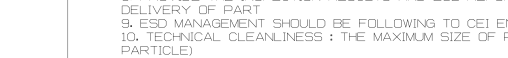 DELIVERY OF PART
9. ESD MANAGEMENT SHOULD BE FOLLOWING TO CEI
10. TECHNICAL CLEANLINESS : THE MAXIMUM SIZE OF
PARTICLE)